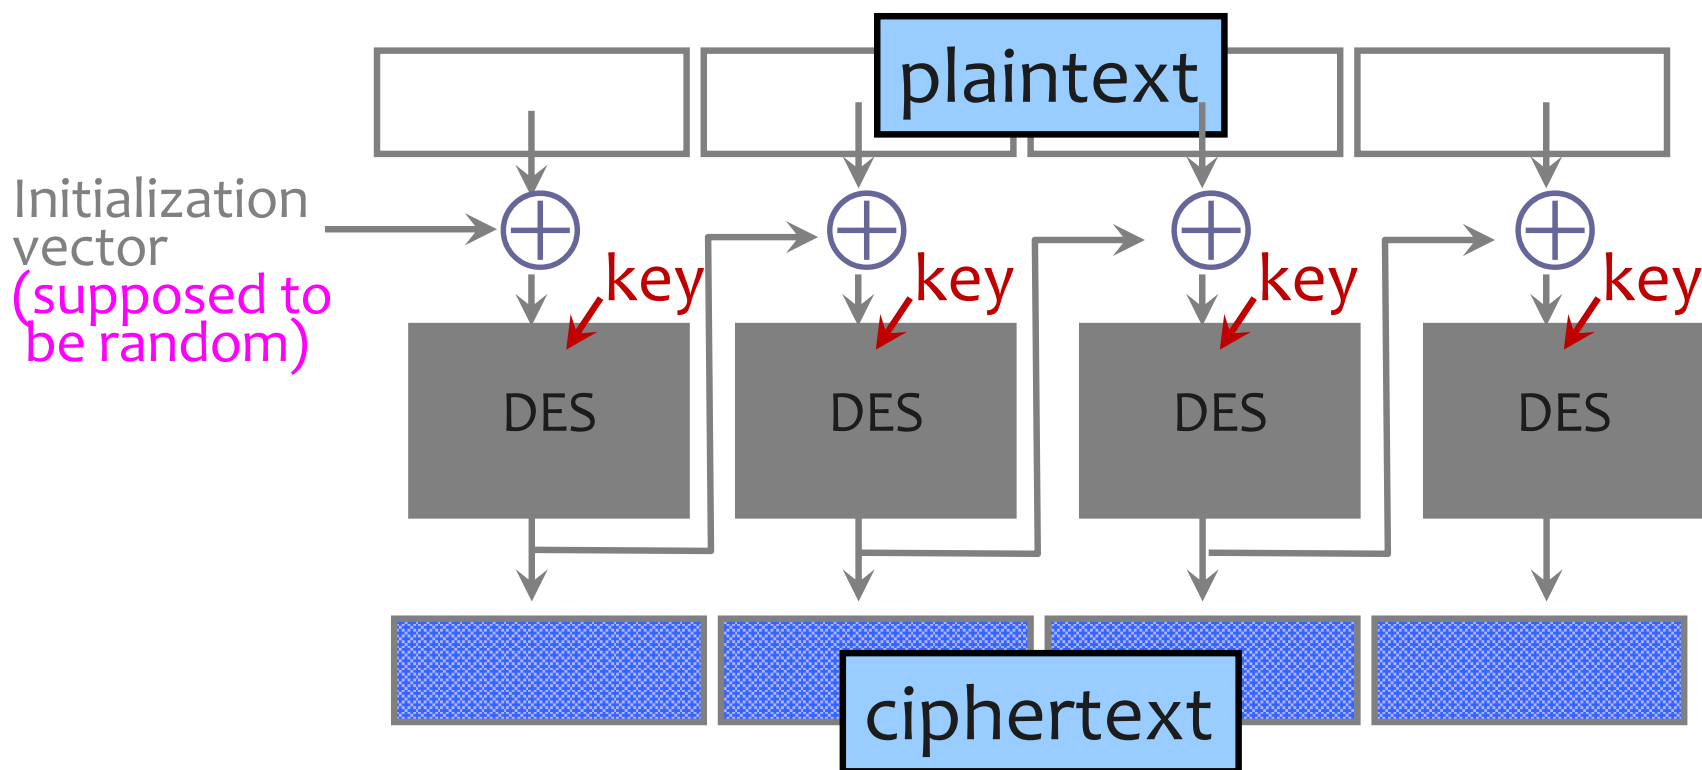 plaintext
Initialization
vector
(supposed to
be random)
key
key
key
key
DES
DES
DES
DES
ciphertext